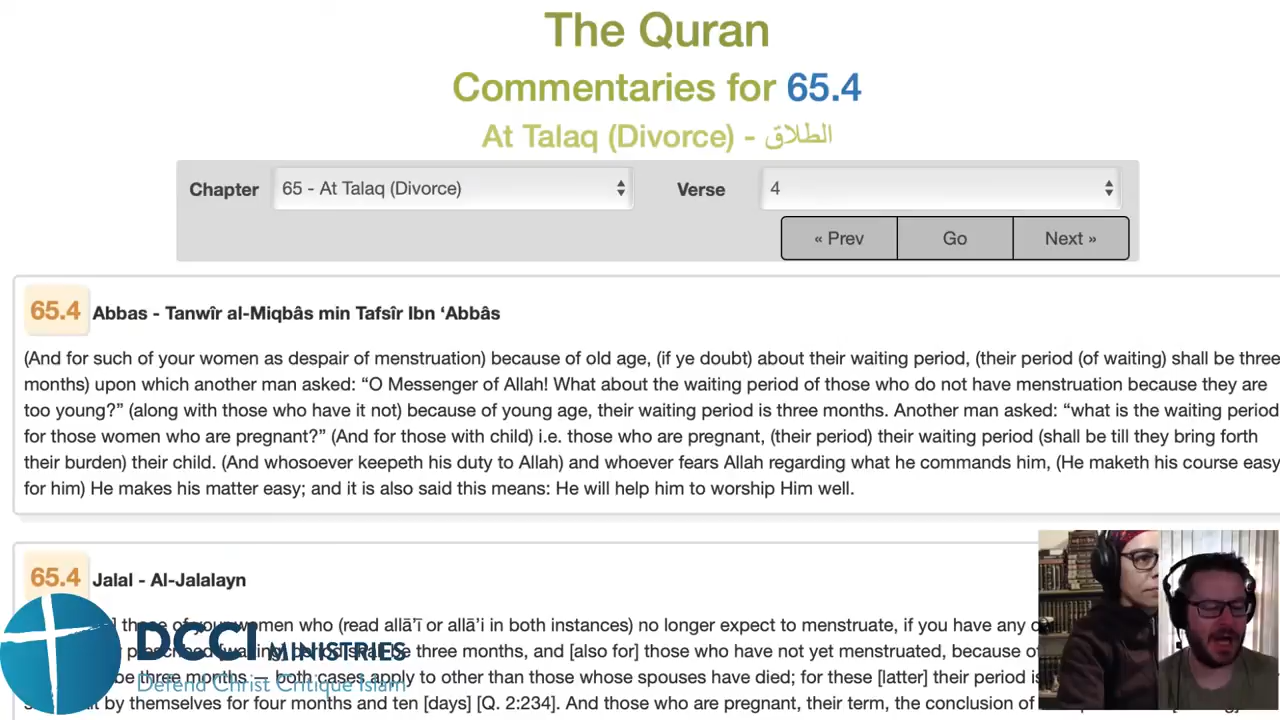 The Quran
Commentaries for 65.4
At Talaq (Divorce) - الطلاق
Chapter 65 - At Talaq (Divorce) Verse 4
« Prev Go Next »
65.4 Abbas - Tanwîr al-Miqbâs min Tafsîr Ibn ‘Abbâs
(And for such of your women as despair of menstruation) because of old age, (if ye doubt) about their waiting period, (their period (of waiting) shall be three
months) upon which another man asked: “O Messenger of Allah! What about the waiting period of those who do not have menstruation because they are
too young?” (along with those who have it not) because of young age, their waiting period is three months. Another man asked: “what is the waiting period
for those women who are pregnant?” (And for those with child) i.e. those who are pregnant, (their period) their waiting period (shall be till they bring forth
their burden) their child. (And whosoever keepeth his duty to Allah) and whoever fears Allah regarding what he commands him, (He maketh his course easy
for him) He makes his matter easy; and it is also said this means: He will help him to worship Him well.
65.4 Jalal - Al-Jalalayn
those of your women who (read allā’ī or allā’i in both instances) no longer expect to menstruate, if you have any
prescribed [waiting] period shall be three months, and [also for] those who have not yet menstruated, because of
be three months — both cases apply to other than those whose spouses have died; for these [latter] their period is
by themselves for four months and ten [days] [Q. 2:234]. And those who are pregnant, their term, the conclusion of
DCCI MINISTRIES
Defend Christ Critique Islam